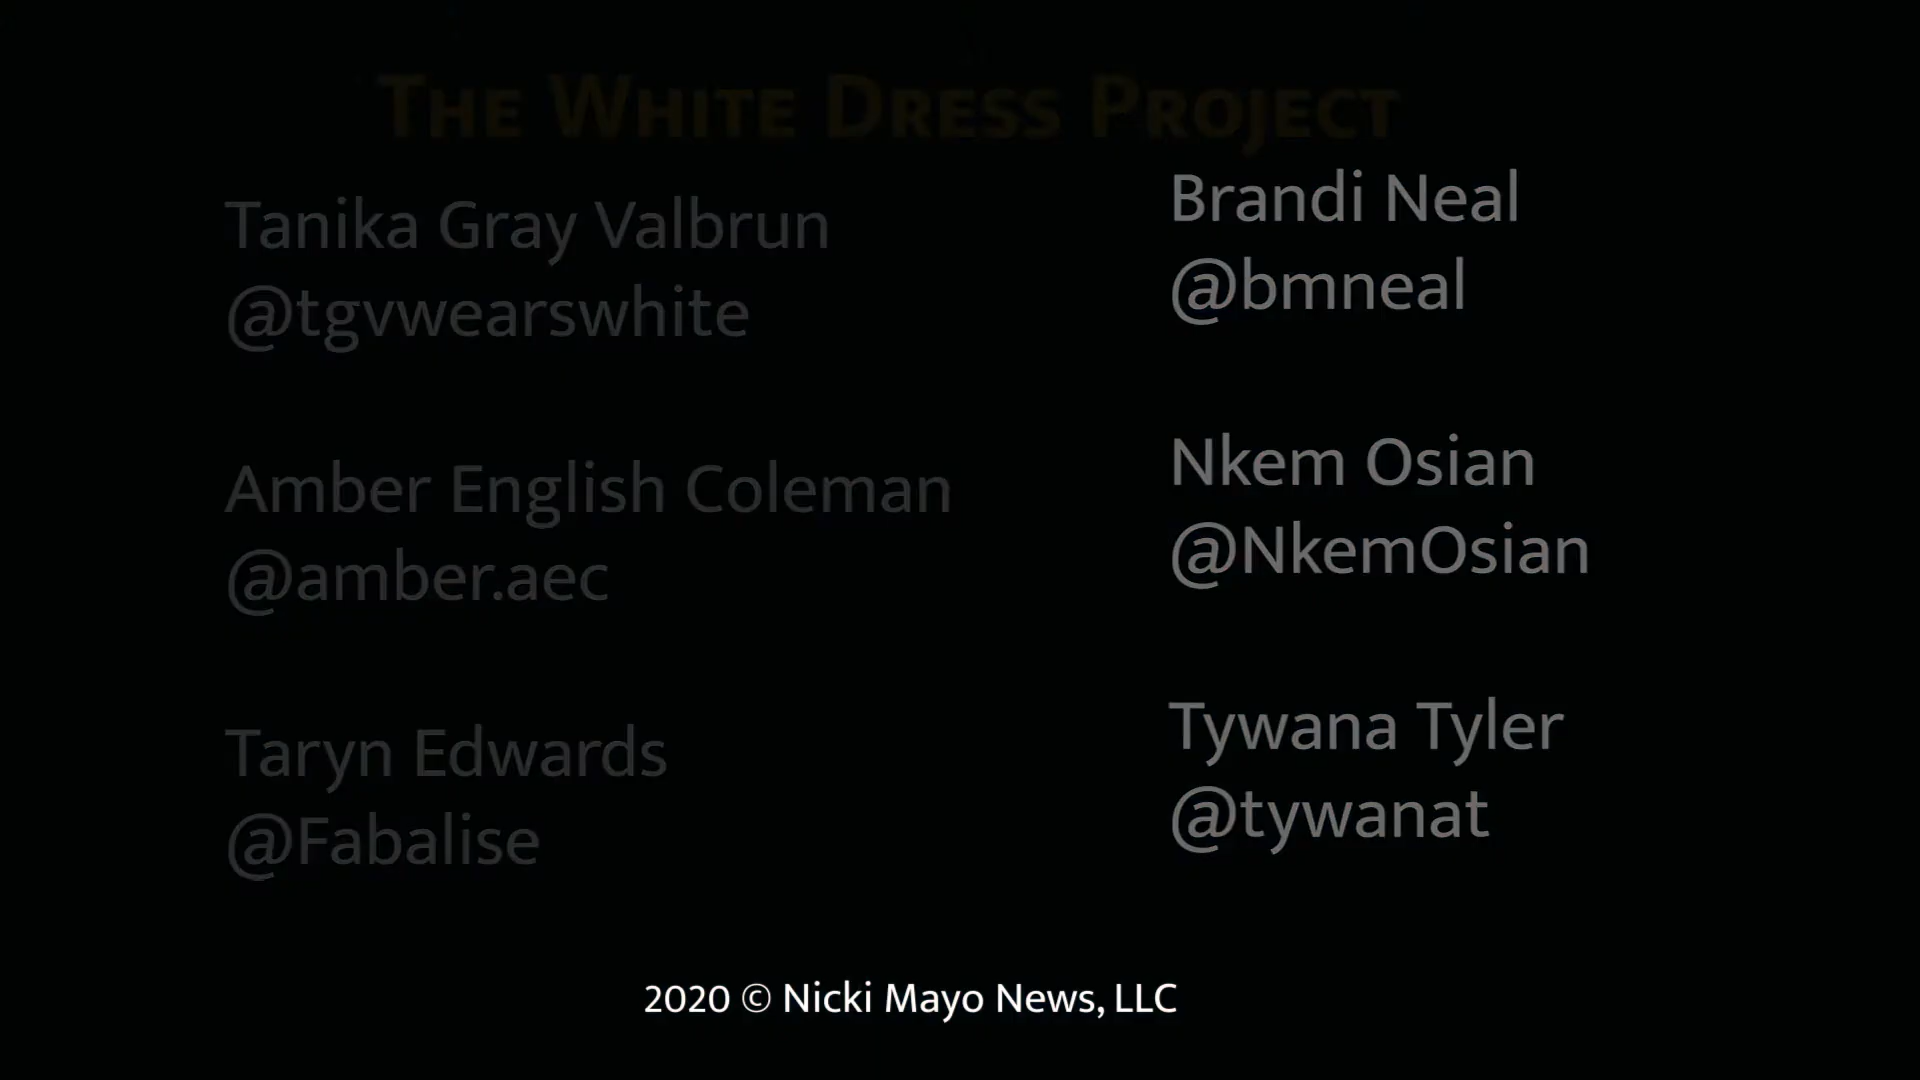 The White Dress Project
Tanika Gray Valbrun
@tgvwearswhite
Amber English Coleman
@amber.aec
Taryn Edwards
@Fabalise
Brandi Neal
@bmneal
Nkem Osian
@NkemOsian
Tywana Tyler
@tywanat
2020 © Nicki Mayo News, LLC